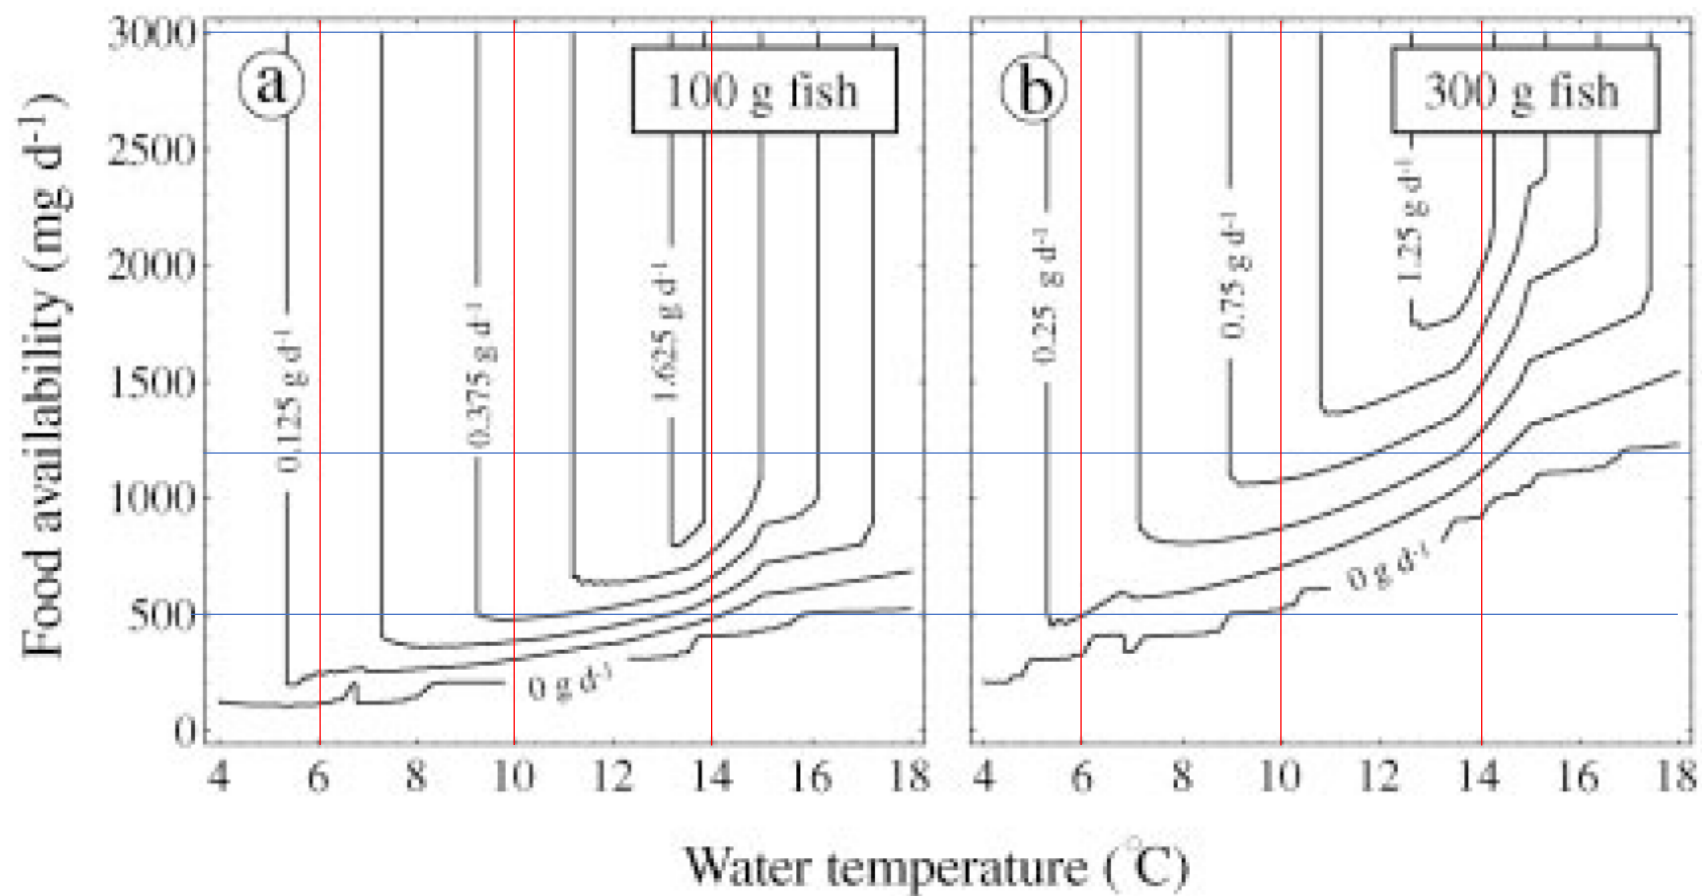 Food availability (mg d⁻¹)
3000
2500
2000
1500
1000
500
0
a
100 g fish
0.125 g d⁻¹
0.375 g d⁻¹
1.625 g d⁻¹
0 g d⁻¹
4 6 8 10 12 14 16 18
b
300 g fish
0.25 g d⁻¹
0.75 g d⁻¹
1.25 g d⁻¹
0 g d⁻¹
4 6 8 10 12 14 16 18
Water temperature (°C)